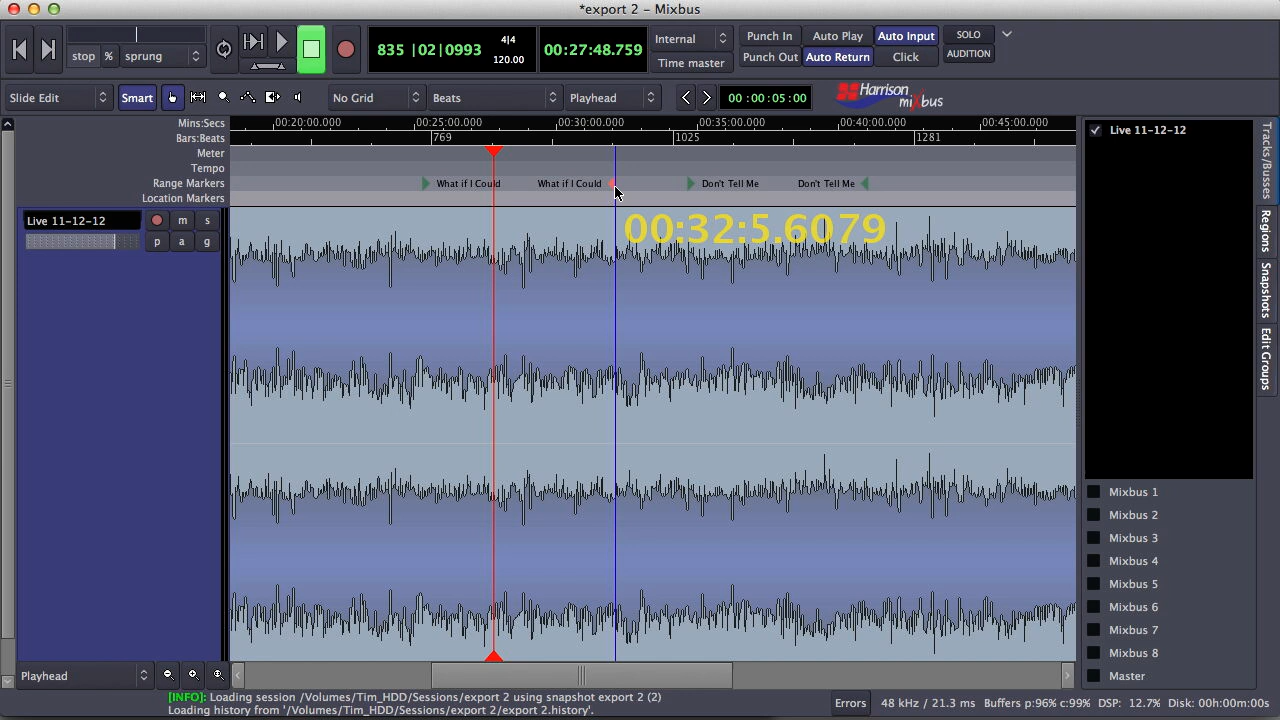 *export 2 - Mixbus
stop % sprung
835 |02|0993 4|4 120.00 00:27:48.759
Internal Time master
Punch In Auto Play Auto Input SOLO
Punch Out Auto Return Click AUDITION
Slide Edit Smart No Grid Beats Playhead 00 :00 :05 :00 Harrison mixbus
Mins:Secs 00:20:00.000 00:25:00.000 00:30:00.000 00:35:00.000 00:40:00.000 00:45:00.000
Bars:Beats 769 1025 1281
Meter
Tempo
Range Markers What if I Could What if I Could Don't Tell Me Don't Tell Me
Location Markers
Live 11-12-12 m s
p a g
00:32:5.6079
Live 11-12-12
Tracks/Busses
Regions
Snapshots
Edit Groups
Mixbus 1
Mixbus 2
Mixbus 3
Mixbus 4
Mixbus 5
Mixbus 6
Mixbus 7
Mixbus 8
Master
Playhead
[INFO]: Loading session /Volumes/Tim_HDD/Sessions/export 2 using snapshot export 2 (2)
Loading history from '/Volumes/Tim_HDD/Sessions/export 2/export 2.history'.
Errors 48 kHz / 21.3 ms Buffers p:96% c:99% DSP: 12.7% Disk: 00h:00m:00s